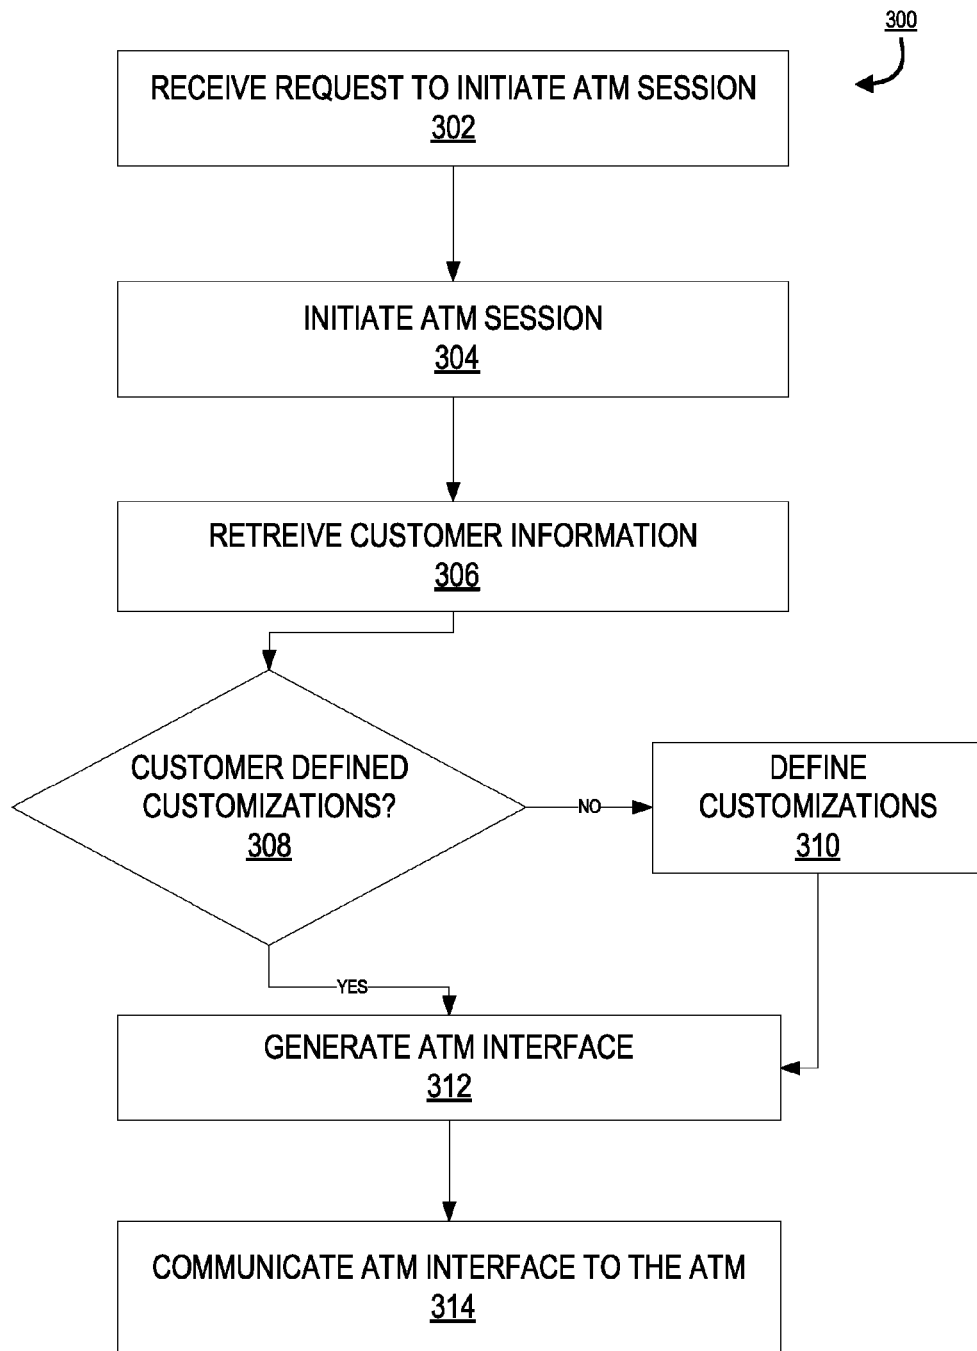 300
RECEIVE REQUEST TO INITIATE ATM SESSION
302
INITIATE ATM SESSION
304
RETREIVE CUSTOMER INFORMATION
306
CUSTOMER DEFINED
CUSTOMIZATIONS?
308
NO
DEFINE
CUSTOMIZATIONS
310
YES
GENERATE ATM INTERFACE
312
COMMUNICATE ATM INTERFACE TO THE ATM
314